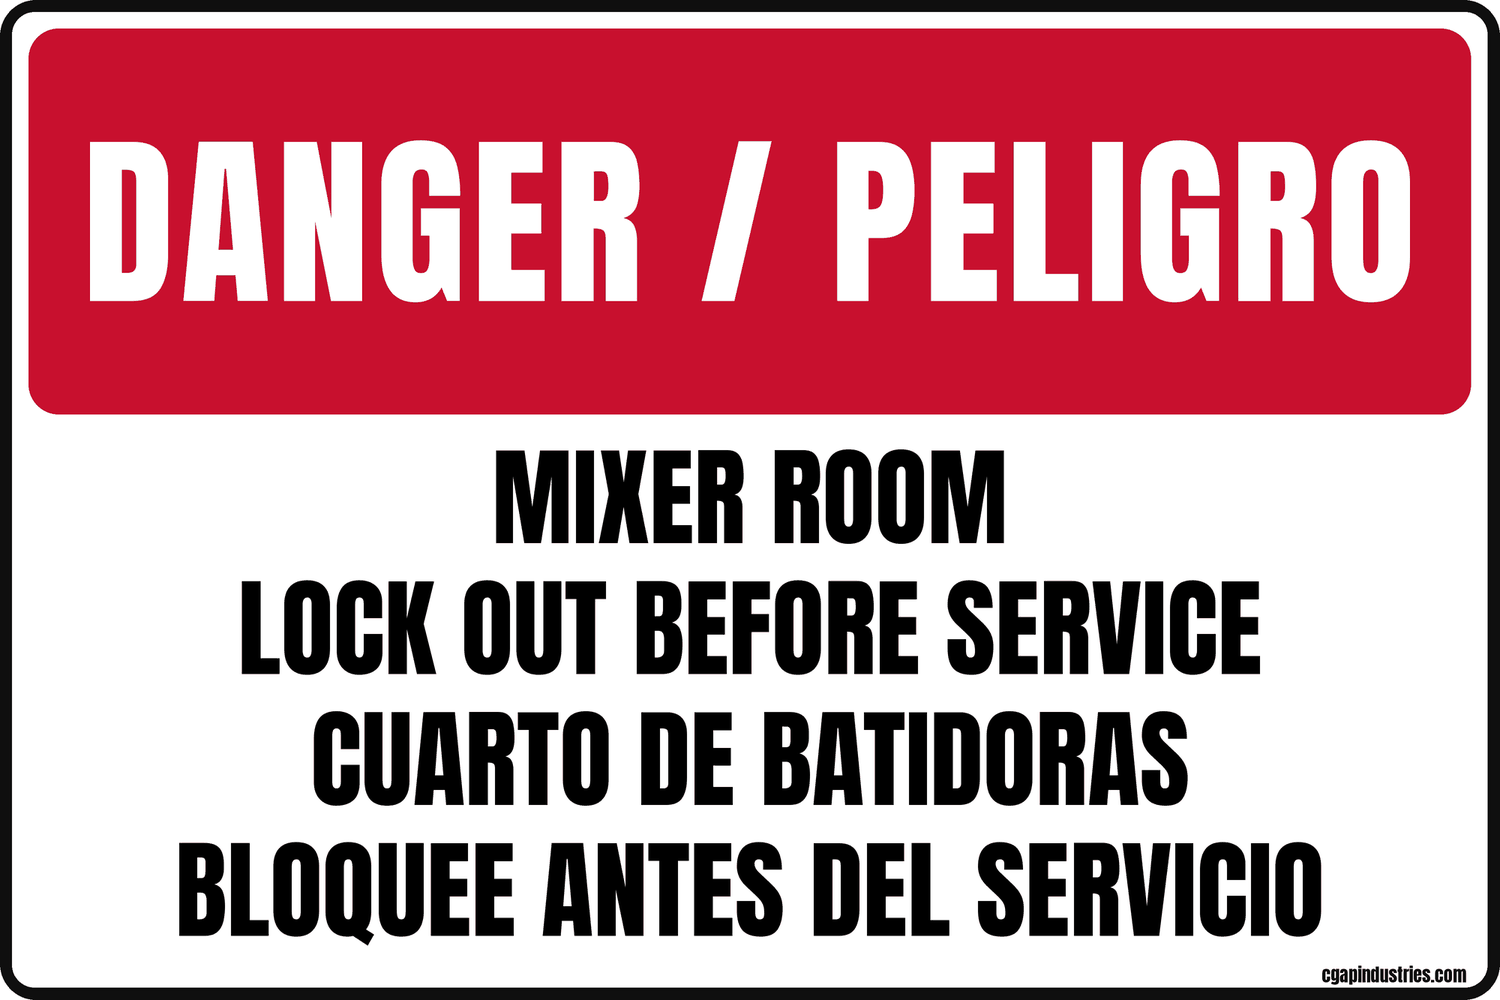 DANGER / PELIGRO
MIXER ROOM
LOCK OUT BEFORE SERVICE
CUARTO DE BATIDORAS
BLOQUEE ANTES DEL SERVICIO
cgapindustries.com